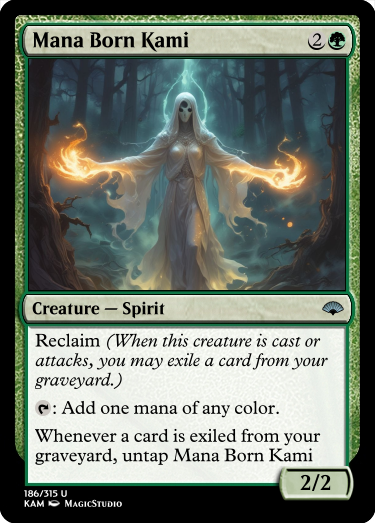 Mana Born Kami 2
Creature — Spirit
Reclaim (When this creature is cast or
attacks, you may exile a card from your
graveyard.)
: Add one mana of any color.
Whenever a card is exiled from your
graveyard, untap Mana Born Kami
2/2
186/315 U
KAM MagicStudio